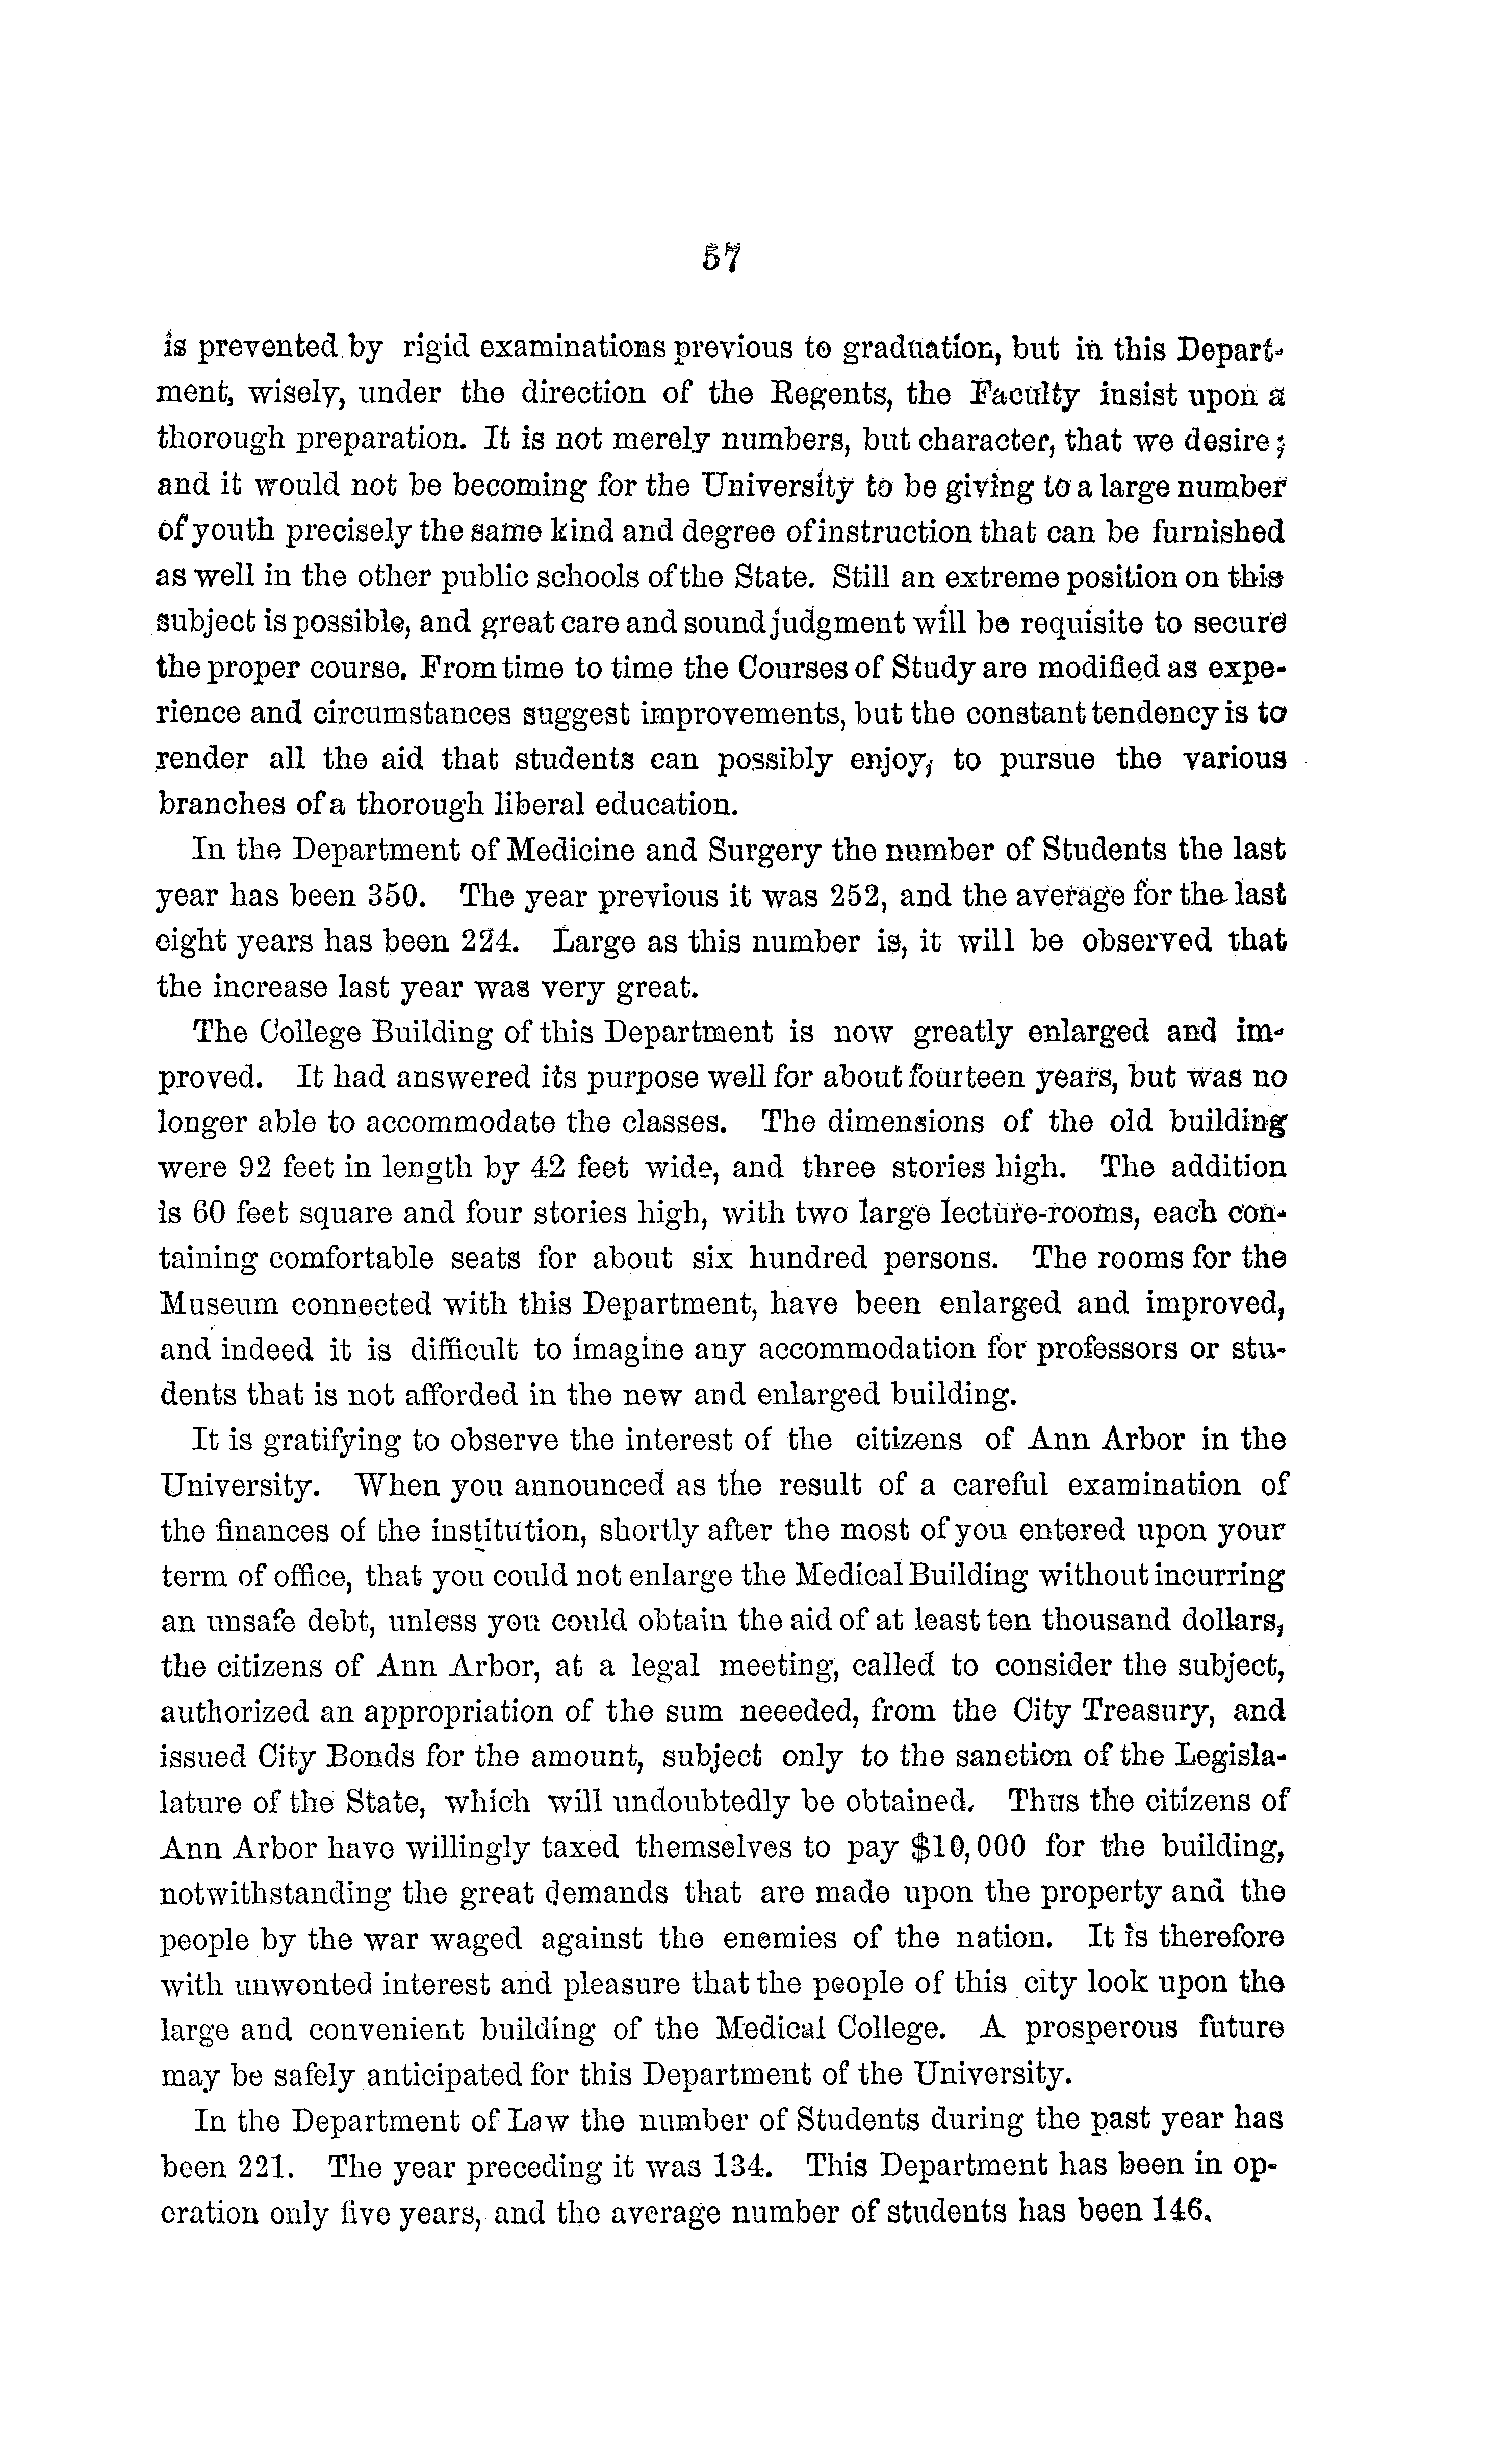 57
is prevented by rigid examinations previous to graduation, but in this Depart-
ment, wisely, under the direction of the Regents, the Faculty insist upon a
thorough preparation. It is not merely numbers, but character, that we desire;
and it would not be becoming for the University to be giving to a large number
of youth precisely the same kind and degree of instruction that can be furnished
as well in the other public schools of the State. Still an extreme position on this
subject is possible, and great care and sound judgment will be requisite to secure
the proper course. From time to time the Courses of Study are modified as expe-
rience and circumstances suggest improvements, but the constant tendency is to
render all the aid that students can possibly enjoy, to pursue the various
branches of a thorough liberal education.
In the Department of Medicine and Surgery the number of Students the last
year has been 350. The year previous it was 252, and the average for the last
eight years has been 224. Large as this number is, it will be observed that
the increase last year was very great.
The College Building of this Department is now greatly enlarged and im-
proved. It had answered its purpose well for about fourteen years, but was no
longer able to accommodate the classes. The dimensions of the old building
were 92 feet in length by 42 feet wide, and three stories high. The addition
is 60 feet square and four stories high, with two large lecture-rooms, each con-
taining comfortable seats for about six hundred persons. The rooms for the
Museum connected with this Department, have been enlarged and improved,
and indeed it is difficult to imagine any accommodation for professors or stu-
dents that is not afforded in the new and enlarged building.
It is gratifying to observe the interest of the citizens of Ann Arbor in the
University. When you announced as the result of a careful examination of
the finances of the institution, shortly after the most of you entered upon your
term of office, that you could not enlarge the Medical Building without incurring
an unsafe debt, unless you could obtain the aid of at least ten thousand dollars,
the citizens of Ann Arbor, at a legal meeting, called to consider the subject,
authorized an appropriation of the sum neeeded, from the City Treasury, and
issued City Bonds for the amount, subject only to the sanction of the Legisla-
lature of the State, which will undoubtedly be obtained. Thus the citizens of
Ann Arbor have willingly taxed themselves to pay $10,000 for the building,
notwithstanding the great demands that are made upon the property and the
people by the war waged against the enemies of the nation. It is therefore
with unwonted interest and pleasure that the people of this city look upon the
large and convenient building of the Medical College. A prosperous future
may be safely anticipated for this Department of the University.
In the Department of Law the number of Students during the past year has
been 221. The year preceding it was 134. This Department has been in op-
eration only five years, and the average number of students has been 146.